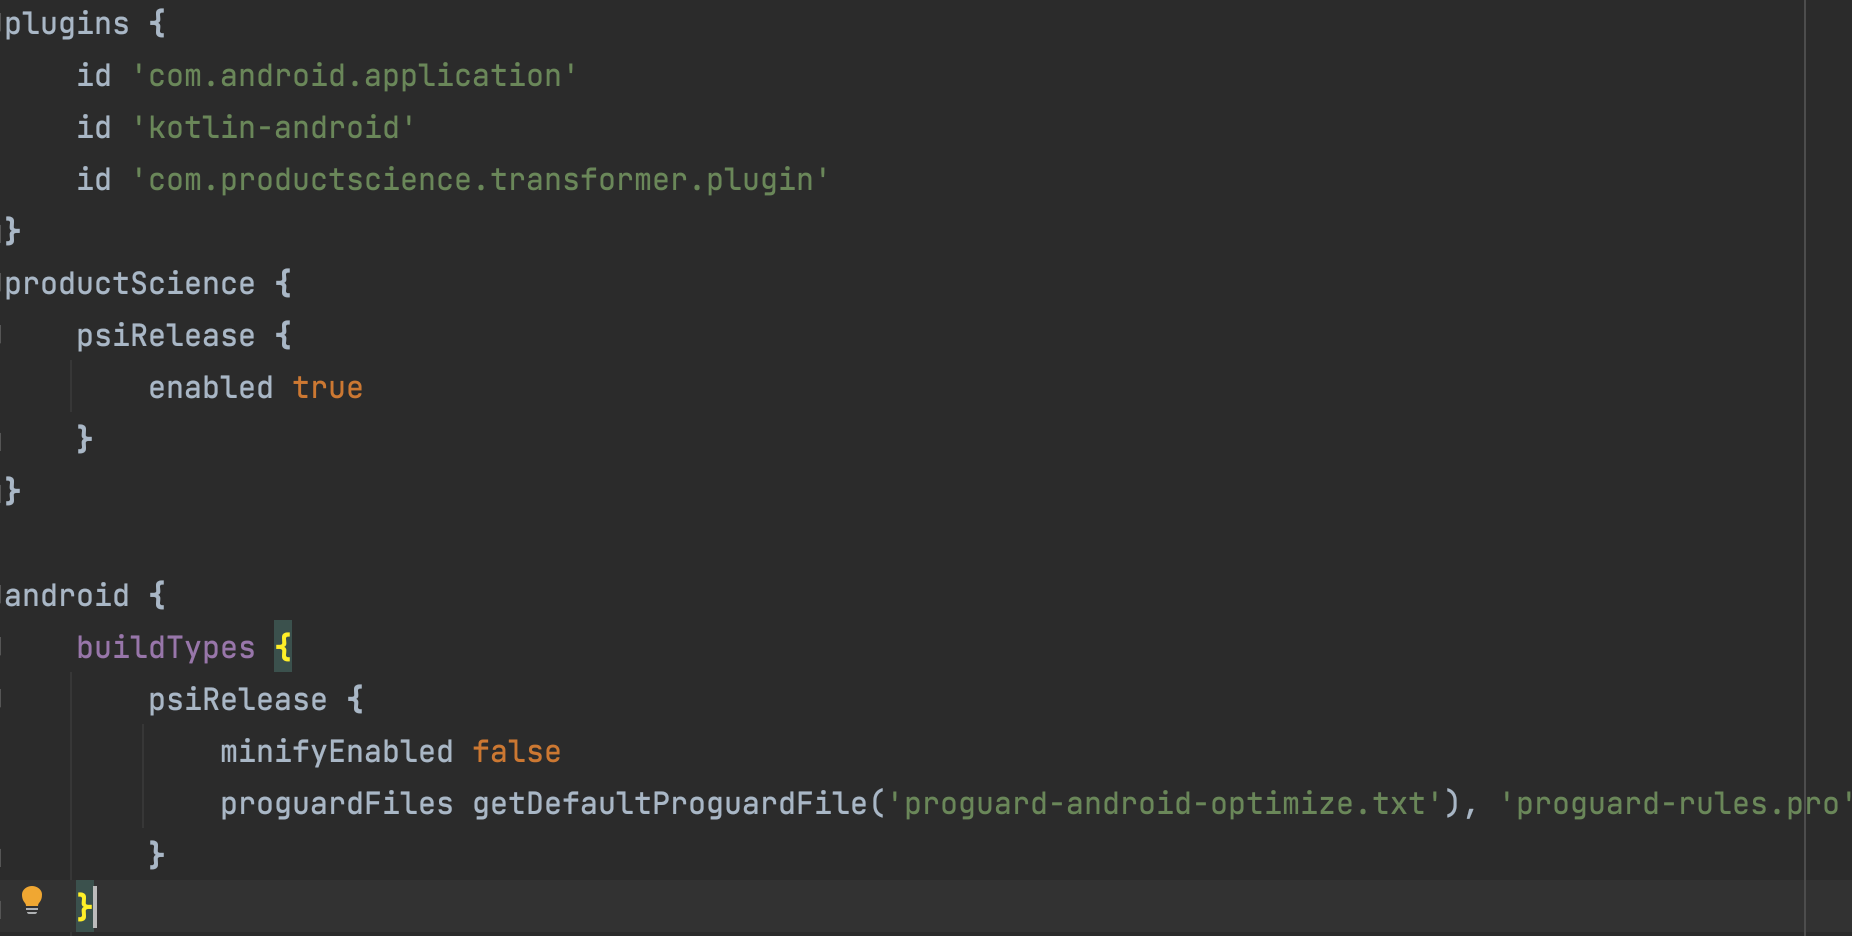 plugins {
    id 'com.android.application'
    id 'kotlin-android'
    id 'com.productscience.transformer.plugin'
}
productScience {
    psiRelease {
        enabled true
    }
}

android {
    buildTypes {
        psiRelease {
            minifyEnabled false
            proguardFiles getDefaultProguardFile('proguard-android-optimize.txt'), 'proguard-rules.pro'
        }
    }